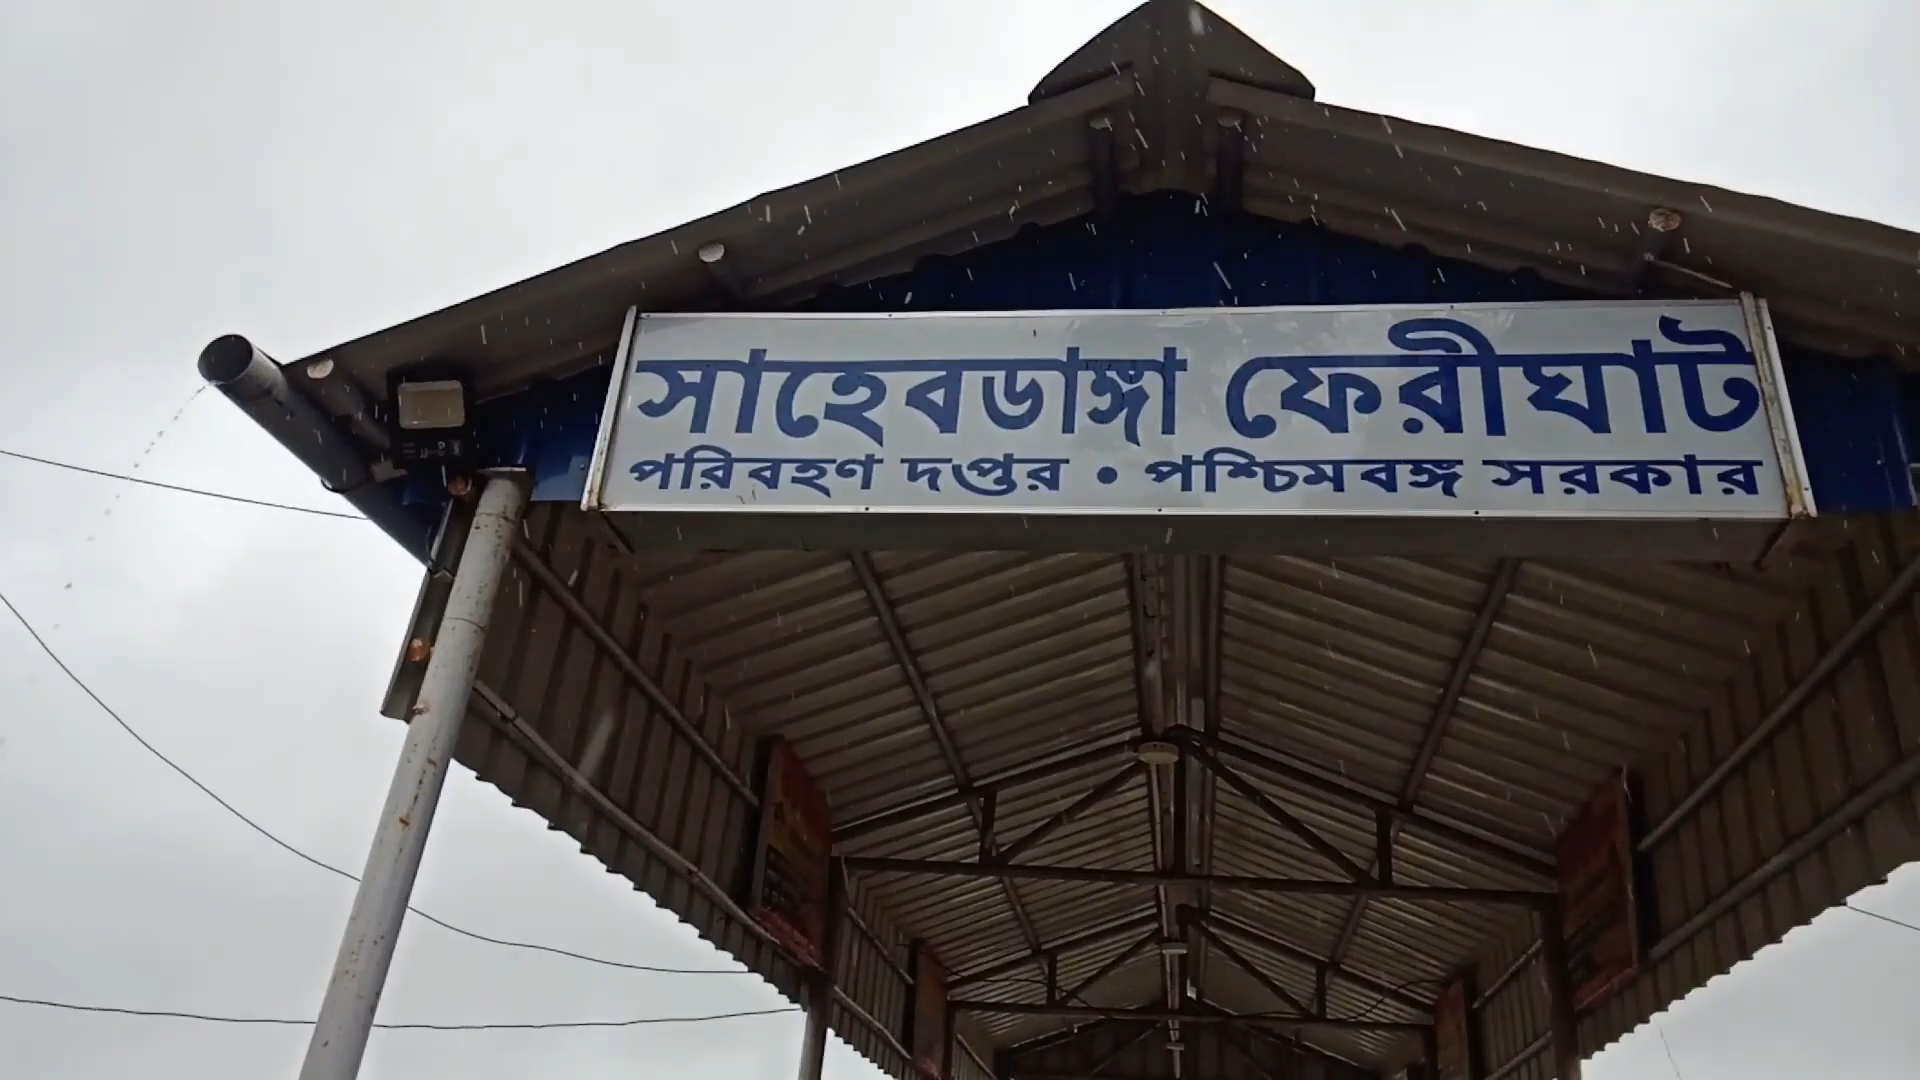 সাহেবডাঙ্গা ফেরীঘাট
পরিবহণ দপ্তর • পশ্চিমবঙ্গ সরকার